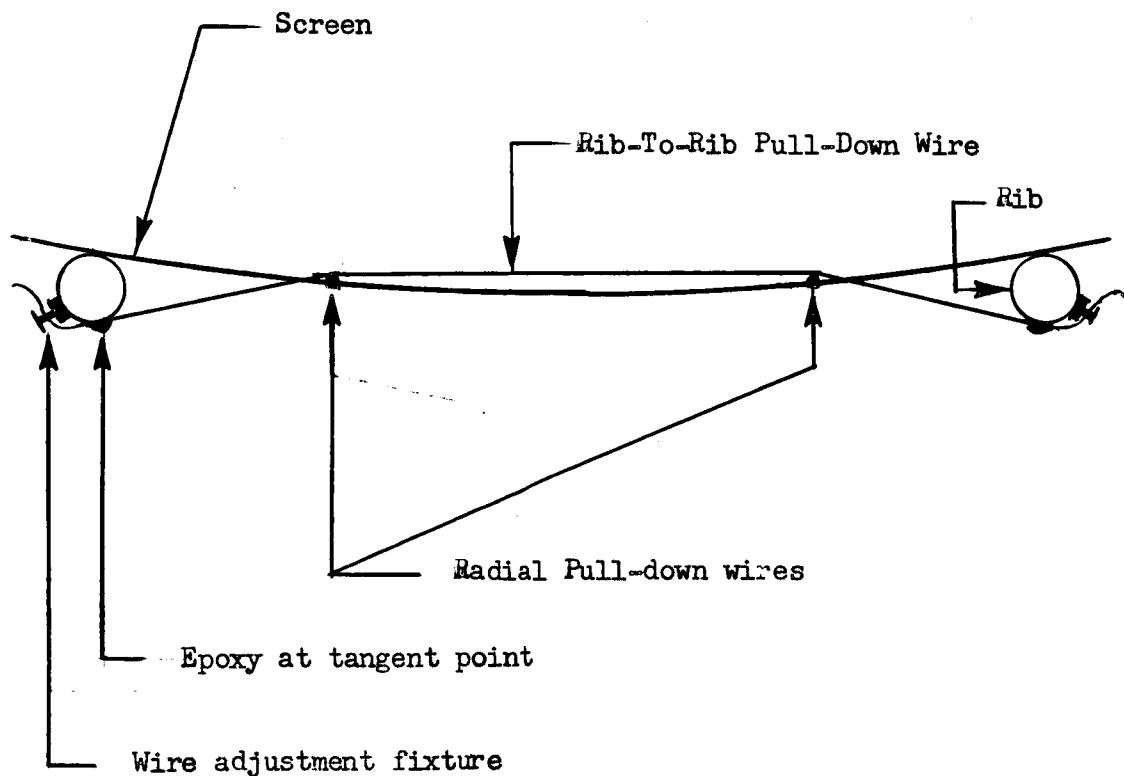 Screen
Rib-To-Rib Pull-Down Wire
Rib
Radial Pull-down wires
Epoxy at tangent point
Wire adjustment fixture